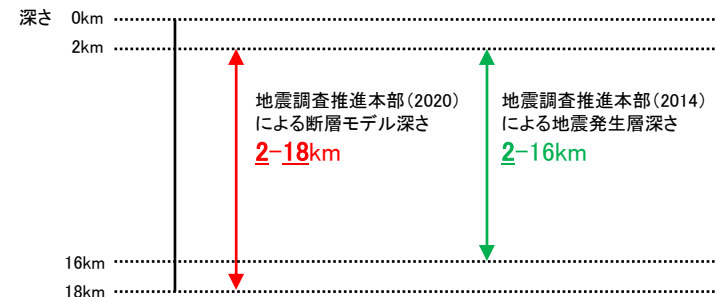 深さ 0km
2km
地震調査推進本部(2020)
による断層モデル深さ
2-18km
地震調査推進本部(2014)
による地震発生層深さ
2-16km
16km
18km